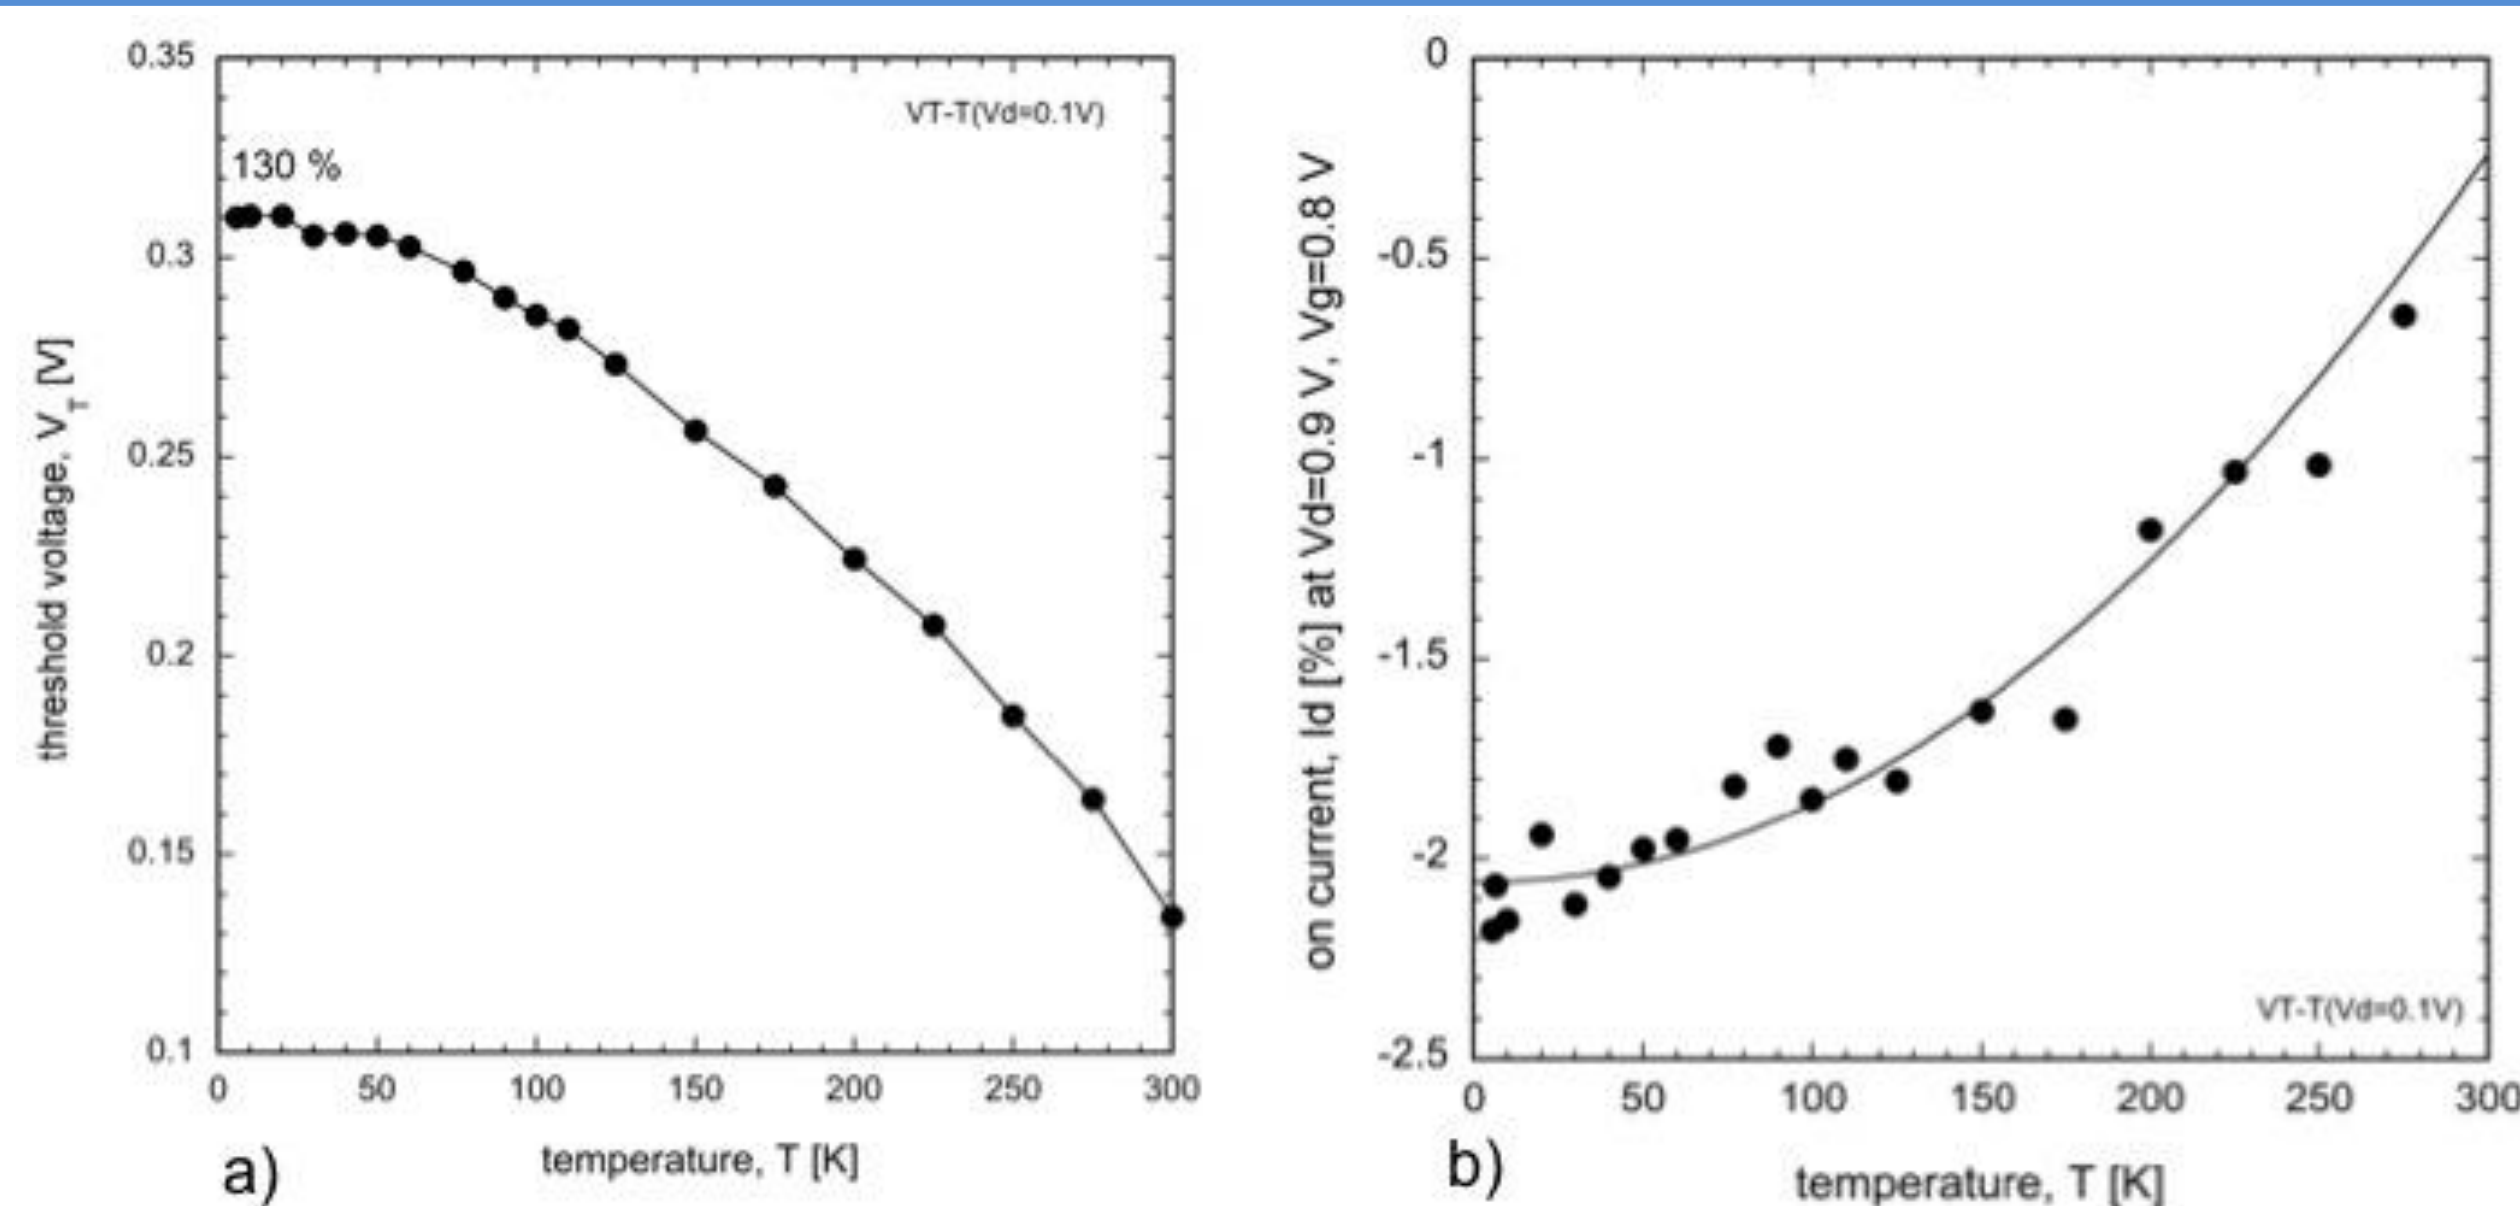 0.35
0.3
0.25
0.2
0.15
0.1
threshold voltage, V_T [V]
VT-T(Vd=0.1V)
130 %
0 50 100 150 200 250 300
temperature, T [K]
a)
0
-0.5
-1
-1.5
-2
-2.5
on current, Id [%] at Vd=0.9 V, Vg=0.8 V
VT-T(Vd=0.1V)
0 50 100 150 200 250 300
temperature, T [K]
b)